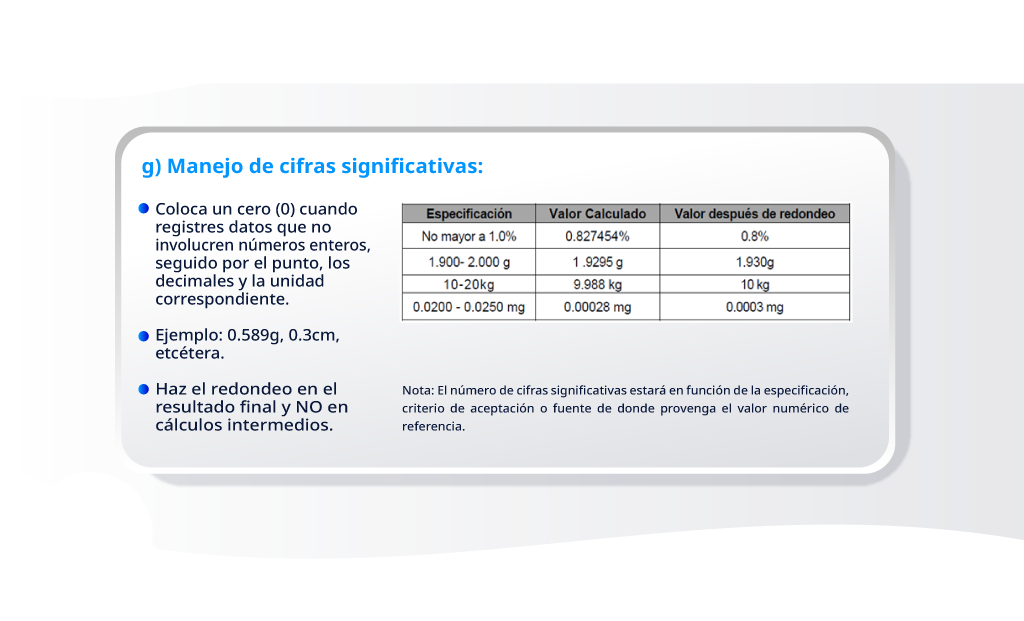 g) Manejo de cifras significativas:
Coloca un cero (0) cuando
registres datos que no
involucren números enteros,
seguido por el punto, los
decimales y la unidad
correspondiente.
Ejemplo: 0.589g, 0.3cm,
etcétera.
Haz el redondeo en el
resultado final y NO en
cálculos intermedios.
Especificación Valor Calculado Valor después de redondeo
No mayor a 1.0% 0.827454% 0.8%
1.900- 2.000 g 1 .9295 g 1.930g
10-20kg 9.988 kg 10 kg
0.0200 - 0.0250 mg 0.00028 mg 0.0003 mg
Nota: El número de cifras significativas estará en función de la especificación,
criterio de aceptación o fuente de donde provenga el valor numérico de
referencia.